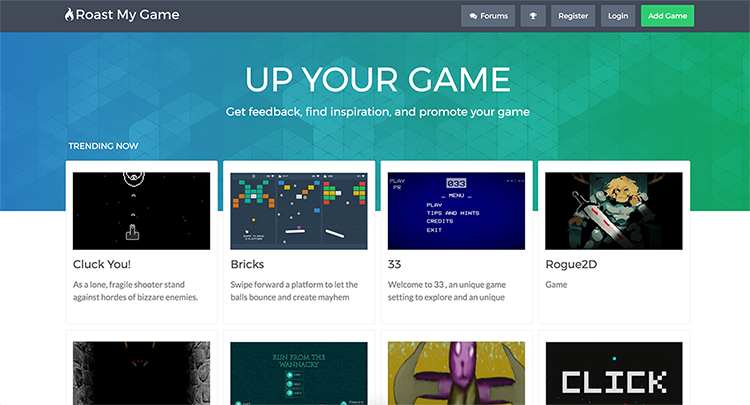 Roast My Game
Forums
Register
Login
Add Game
UP YOUR GAME
Get feedback, find inspiration, and promote your game
TRENDING NOW
PLAY
PR
033
MENU
PLAY
TIPS AND HINTS
CREDITS
EXIT
Cluck You!
Bricks
33
Rogue2D
As a lone, fragile shooter stand
against hordes of bizzare enemies.
Swipe forward a platform to let the
balls bounce and create mayhem
Welcome to 33 , an unique game
setting to explore and an unique
Game
RUN FROM THE
WANNACRY
CLICK